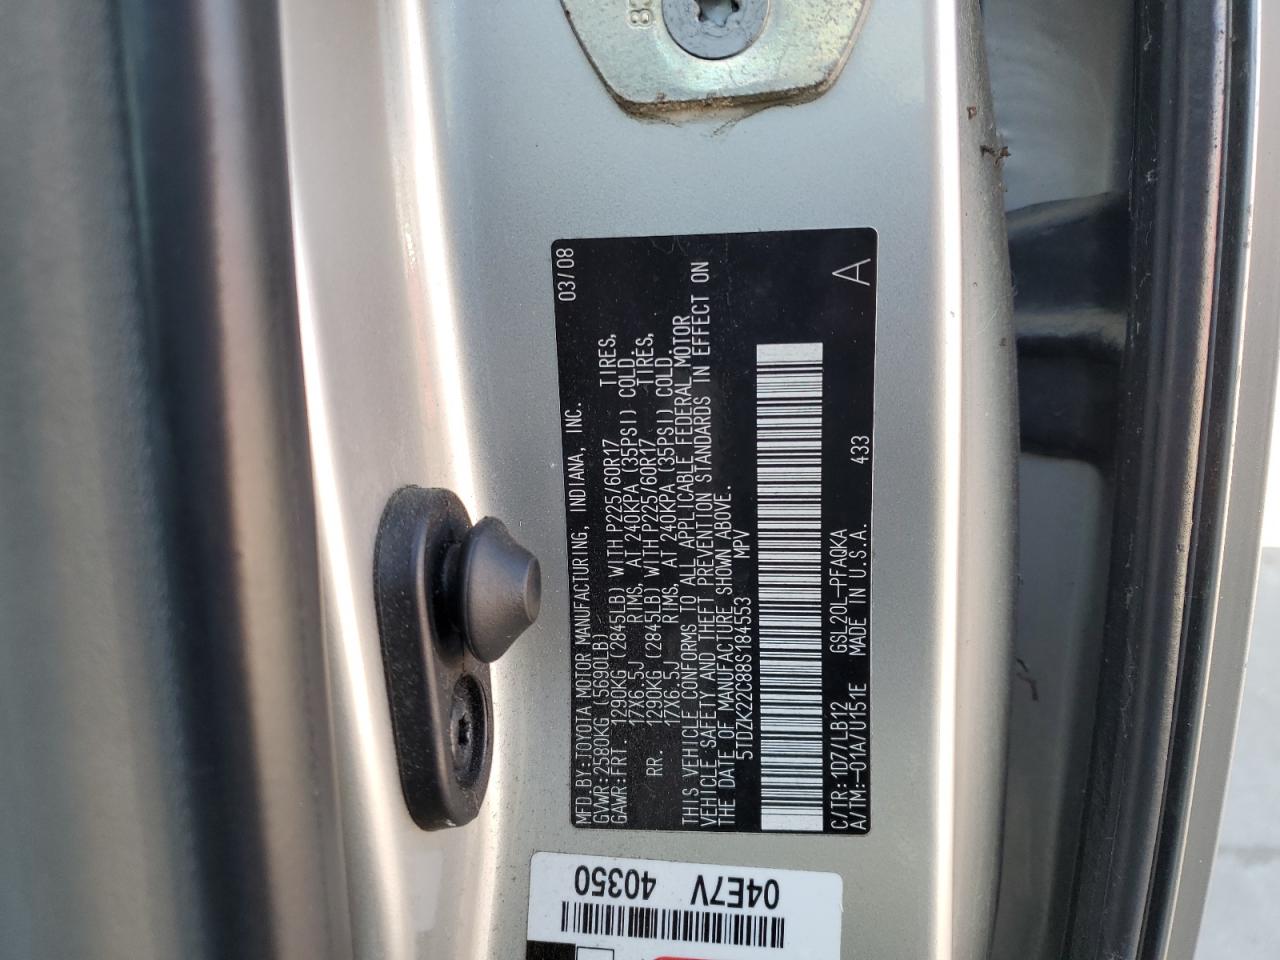 MFD.BY:TOYOTA MOTOR MANUFACTURING, INDIANA, INC. 03/08
GVWR:2580KG (5690LB)
GAWR:FRT 1290KG (2845LB) WITH P225/60R17 TIRES,
17X6.5J RIMS, AT 240KPA (35PSI) COLD.
RR. 1290KG (2845LB) WITH P225/60R17 TIRES,
17X6.5J RIMS, AT 240KPA (35PSI) COLD.
THIS VEHICLE CONFORMS TO ALL APPLICABLE FEDERAL MOTOR
VEHICLE SAFETY AND THEFT PREVENTION STANDARDS IN EFFECT ON
THE DATE OF MANUFACTURE SHOWN ABOVE.
5TDZK22C88S184553 MPV
C/TR:1D7/LB12 GSL20L-PFAQKA
A/TM:-01A/U151E MADE IN U.S.A. 433 A
40350
04E7V